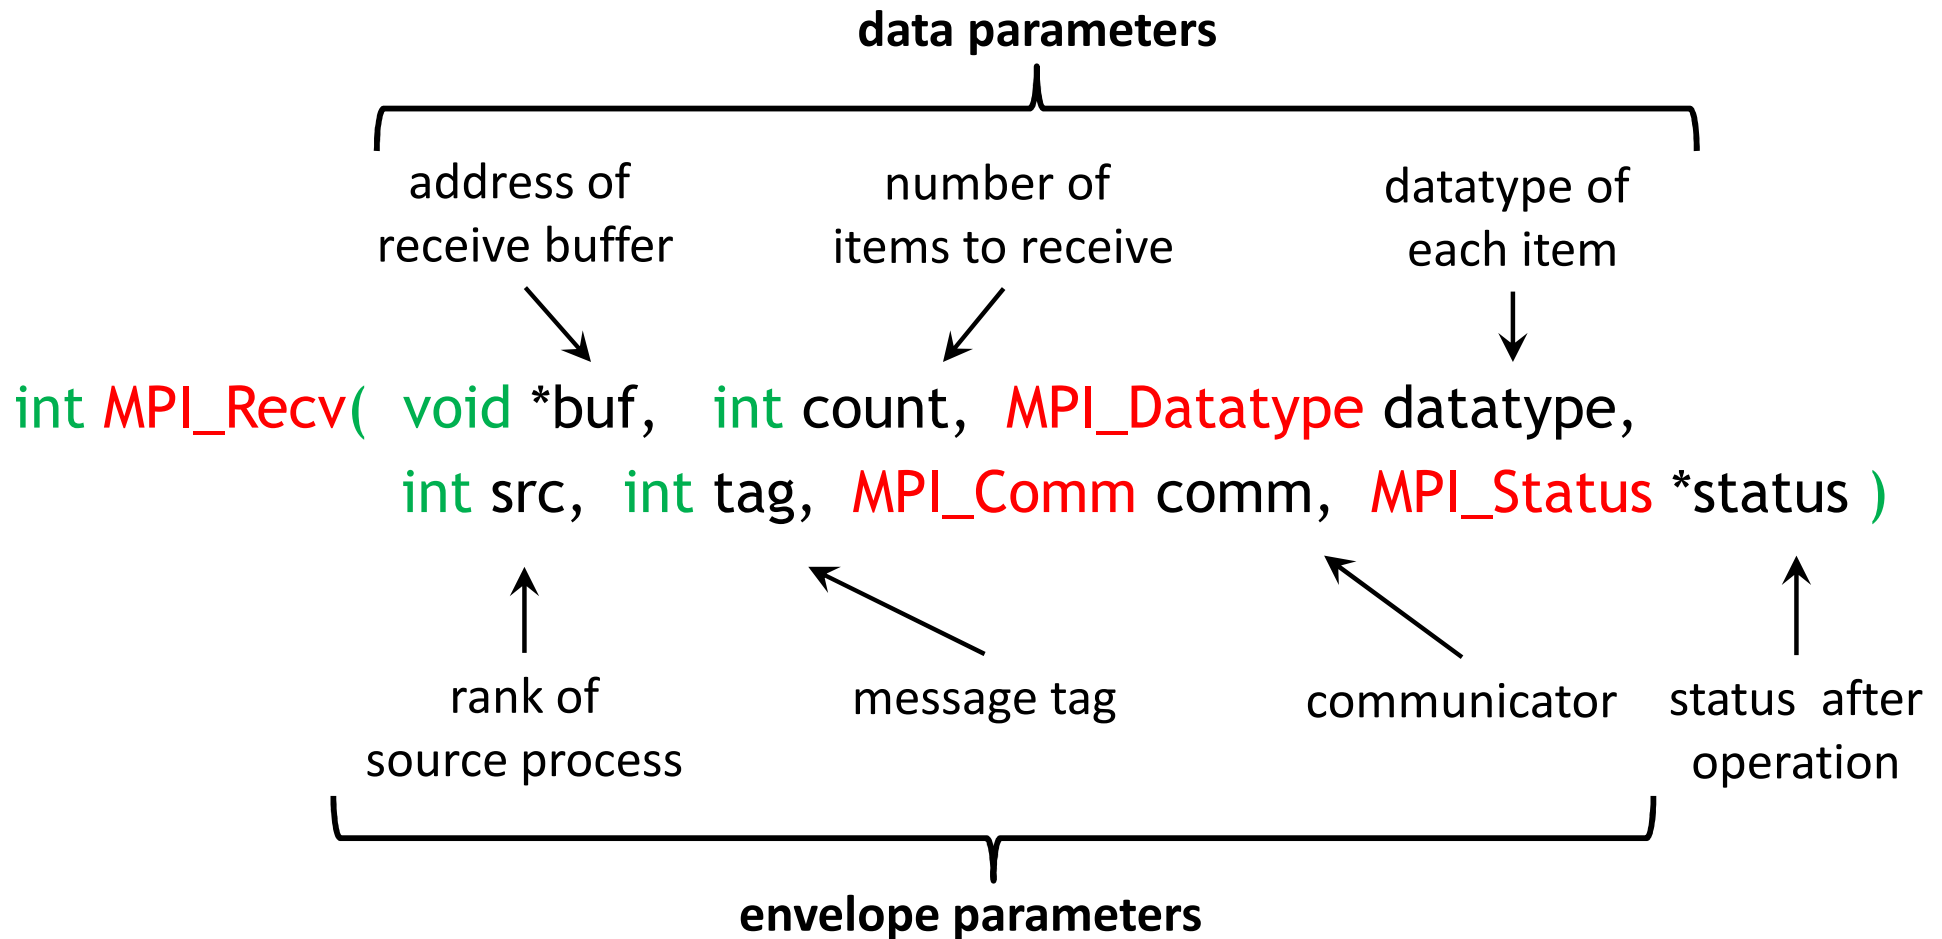 data parameters
address of
receive buffer
number of
items to receive
datatype of
each item
int MPI_Recv( void *buf, int count, MPI_Datatype datatype,
int src, int tag, MPI_Comm comm, MPI_Status *status )
rank of
source process
message tag
communicator
status after
operation
envelope parameters